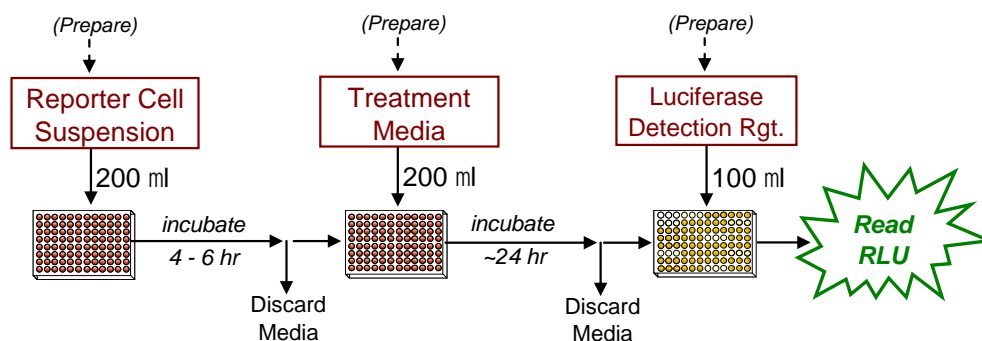 (Prepare)
(Prepare)
(Prepare)
Reporter Cell
Suspension
Treatment
Media
Luciferase
Detection Rgt.
200 ml
200 ml
100 ml
incubate
4 - 6 hr
incubate
~24 hr
Read
RLU
Discard
Media
Discard
Media